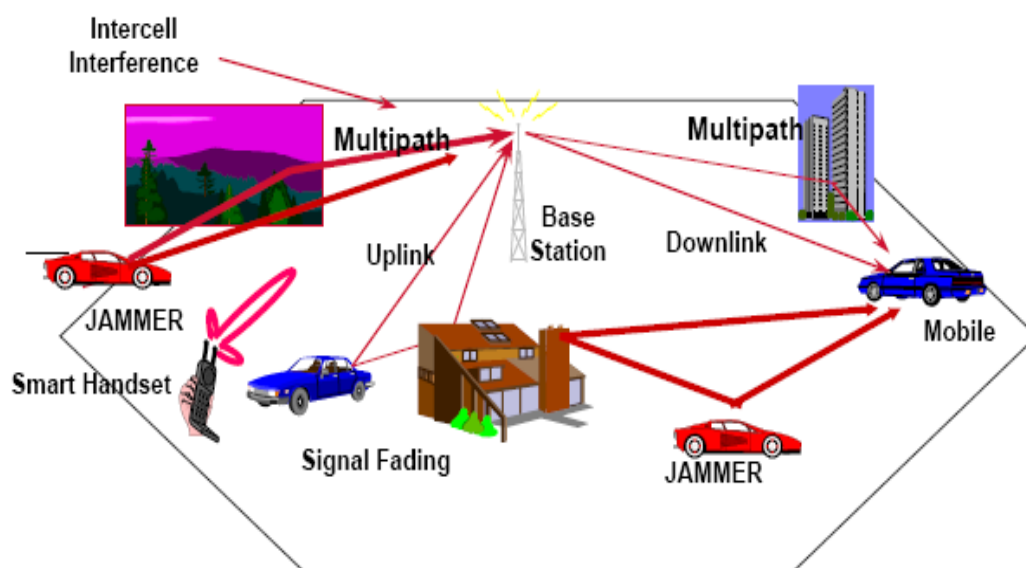 Intercell
Interference
Multipath
Multipath
Base
Station
Uplink
Downlink
JAMMER
Mobile
Smart Handset
Signal Fading
JAMMER